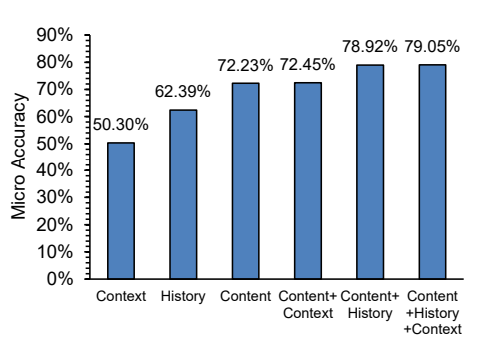 Micro Accuracy
90%
80%
70%
60%
50%
40%
30%
20%
10%
0%
50.30%
62.39%
72.23%
72.45%
78.92%
79.05%
Context
History
Content
Content+
Context
Content+
History
Content
+History
+Context